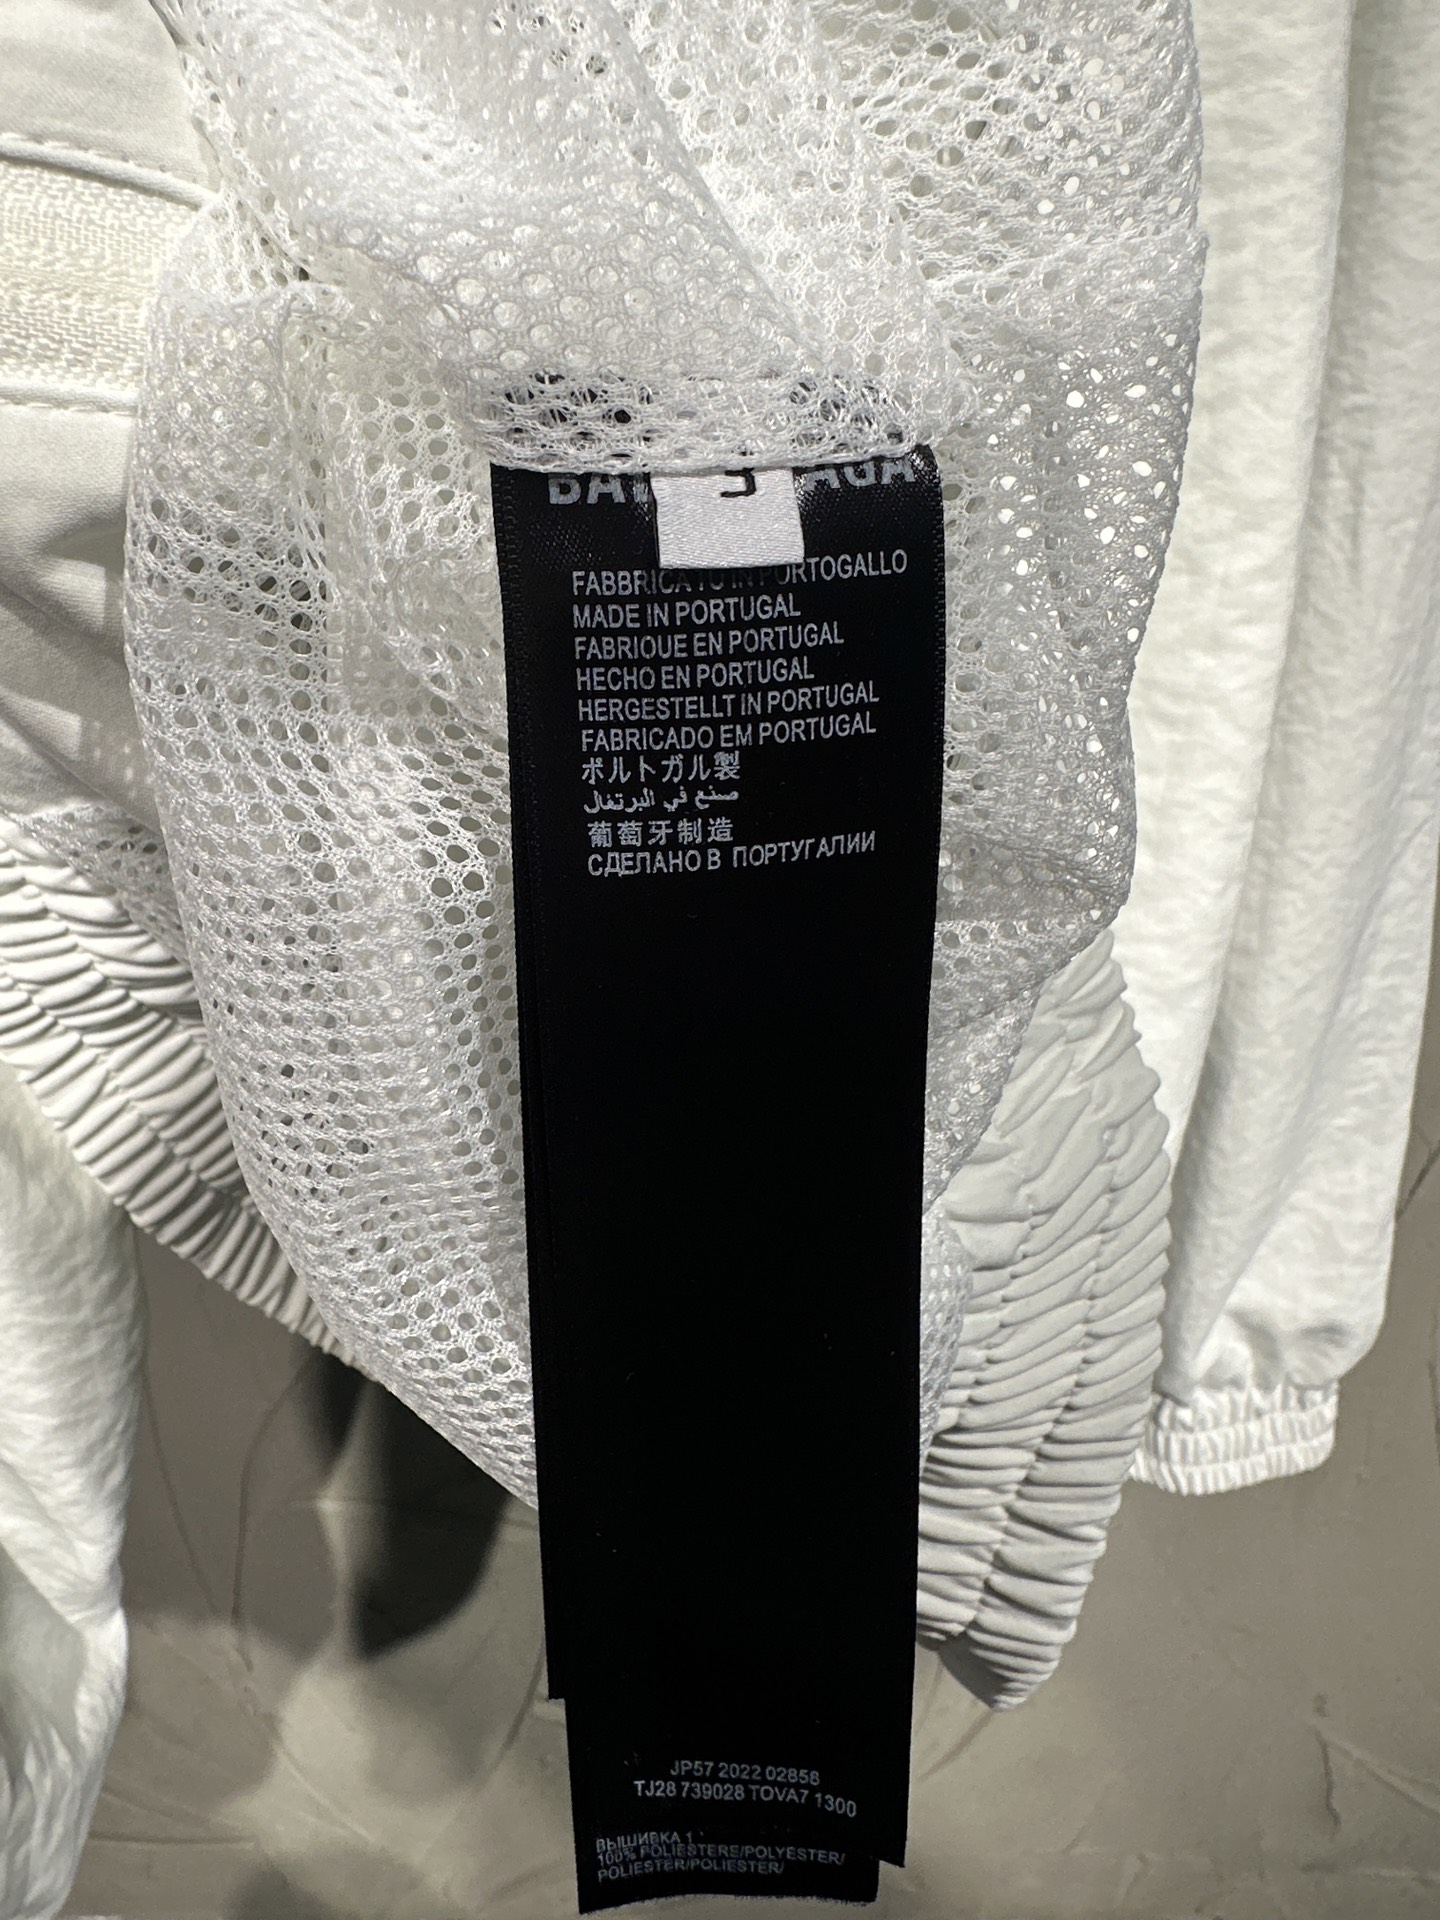 3
FABBRICATO IN PORTOGALLO
MADE IN PORTUGAL
FABRIQUE EN PORTUGAL
HECHO EN PORTUGAL
HERGESTELLT IN PORTUGAL
FABRICADO EM PORTUGAL
ポルトガル製
صنع في البرتغال
葡萄牙制造
СДЕЛАНО В ПОРТУГАЛИИ
JP57 2022 02858
TJ28 739028 TOVA7 1300
ВЫШИВКА 1
100% POLIESTERE/POLYESTER/
POLIESTER/POLIESTER/